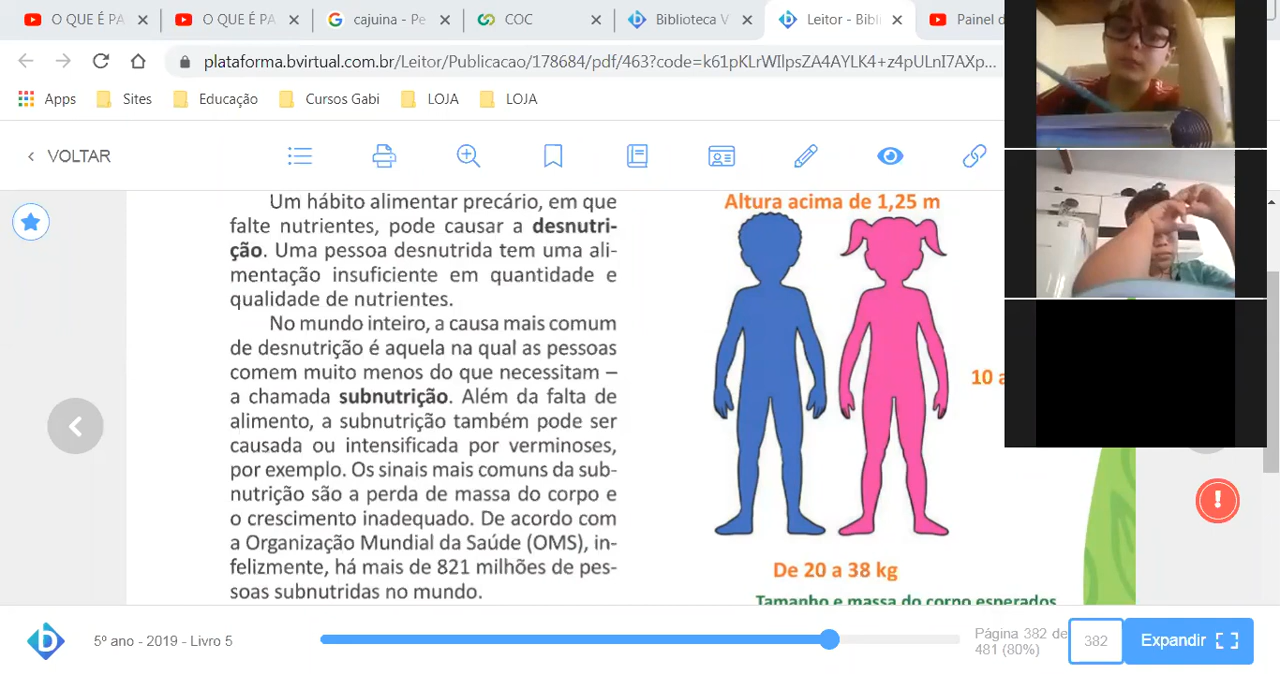 O QUE É PA
O QUE É PA
cajuina - Pe
COC
Biblioteca V
Leitor - Bibli
Painel d
plataforma.bvirtual.com.br/Leitor/Publicacao/178684/pdf/463?code=k61pKLrWIlpsZA4AYLK4+z4pULnI7AXp...
Apps
Sites
Educação
Cursos Gabi
LOJA
LOJA
VOLTAR
Um hábito alimentar precário, em que
falte nutrientes, pode causar a desnutri-
ção. Uma pessoa desnutrida tem uma ali-
mentação insuficiente em quantidade e
qualidade de nutrientes.
No mundo inteiro, a causa mais comum
de desnutrição é aquela na qual as pessoas
comem muito menos do que necessitam –
a chamada subnutrição. Além da falta de
alimento, a subnutrição também pode ser
causada ou intensificada por verminoses,
por exemplo. Os sinais mais comuns da sub-
nutrição são a perda de massa do corpo e
o crescimento inadequado. De acordo com
a Organização Mundial da Saúde (OMS), in-
felizmente, há mais de 821 milhões de pes-
soas subnutridas no mundo.
Altura acima de 1,25 m
10 a
De 20 a 38 kg
Tamanho e massa do corpo esperados
5º ano - 2019 - Livro 5
Página 382 de
481 (80%)
382
Expandir